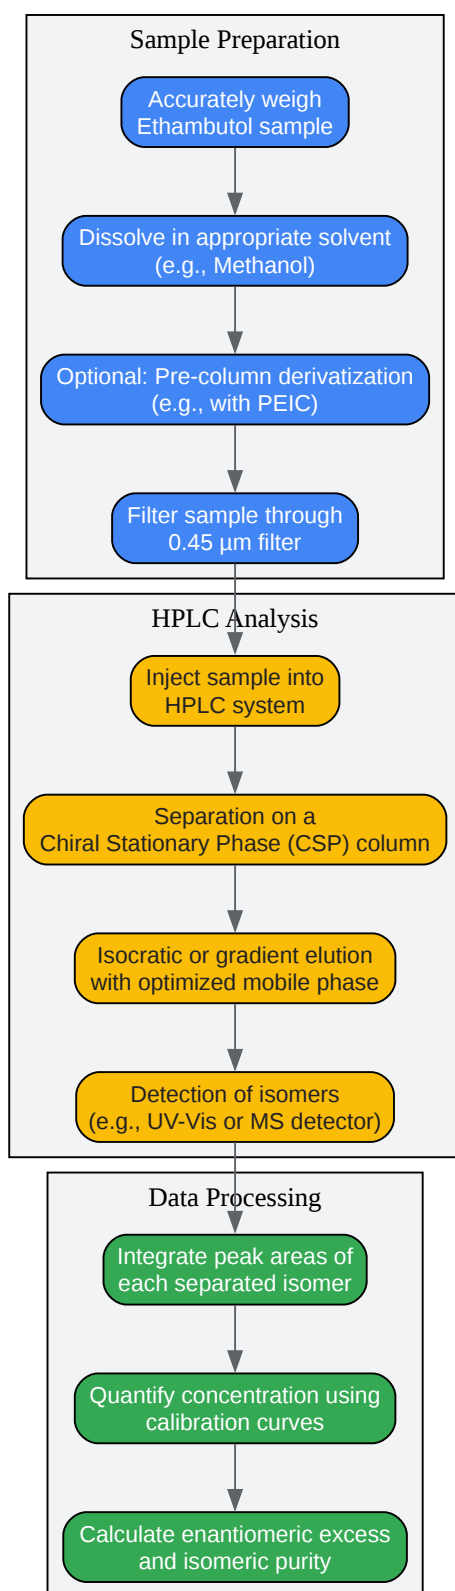 Sample Preparation
Accurately weigh
Ethambutol sample
Dissolve in appropriate solvent
(e.g., Methanol)
Optional: Pre-column derivatization
(e.g., with PEIC)
Filter sample through
0.45 µm filter
HPLC Analysis
Inject sample into
HPLC system
Separation on a
Chiral Stationary Phase (CSP) column
Isocratic or gradient elution
with optimized mobile phase
Detection of isomers
(e.g., UV-Vis or MS detector)
Data Processing
Integrate peak areas of
each separated isomer
Quantify concentration using
calibration curves
Calculate enantiomeric excess
and isomeric purity